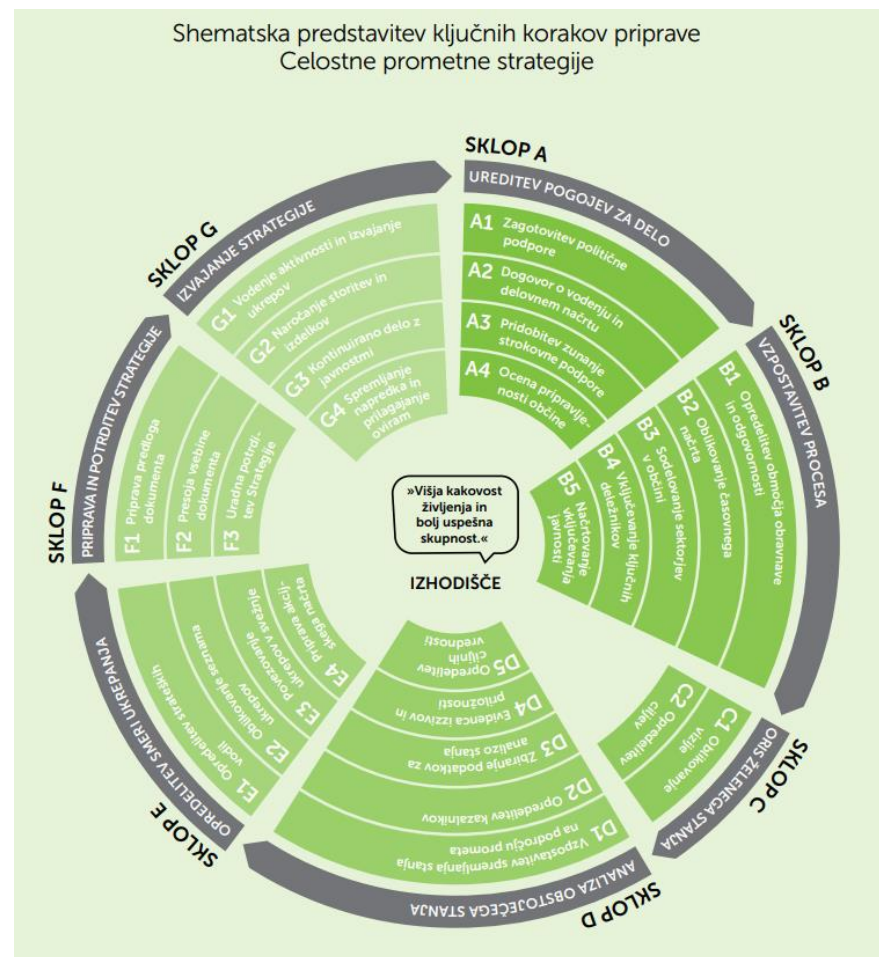 Shematska predstavitev ključnih korakov priprave
Celostne prometne strategije
SKLOP A
UREDITEV POGOJEV ZA DELO
A1 Zagotovitev politične
podpore
A2 Dogovor o vodenju in
delovnem načrtu
A3 Pridobitev zunanje
strokovne podpore
A4 Ocena pripravlje-
nosti občine
SKLOP B
VZPOSTAVITEV PROCESA
B1 Opredelitev območja obravnave
in odgovornosti
B2 Oblikovanje časovnega
načrta
B3 Sodelovanje sektorjev
v občini
B4 Vključevanje ključnih
deležnikov
B5 Načrtovanje
vključevanja
javnosti
SKLOP C
ORIS ŽELENEGA STANJA
C1 Oblikovanje
vizije
C2 Opredelitev
ciljev
SKLOP D
ANALIZA OBSTOJEČEGA STANJA
D1 Vzpostavitev spremljanja stanja
na področju prometa
D2 Opredelitev kazalnikov
D3 Zbiranje podatkov za
analizo stanja
D4 Evidenca izzivov in
priložnosti
D5 Opredelitev
ciljnih
vrednosti
SKLOP E
OPREDELITEV SMERI UKREPANJA
E1 Opredelitev strateških
vodil
E2 Oblikovanje seznama
ukrepov
E3 Povezovanje
ukrepov v svežnje
E4 Priprava akcij-
skega načrta
SKLOP F
PRIPRAVA IN POTRDITEV STRATEGIJE
F1 Priprava predloga
dokumenta
F2 Presoja vsebine
dokumenta
F3 Uradna potrdi-
tev Strategije
SKLOP G
IZVAJANJE STRATEGIJE
G1 Vodenje aktivnosti in izvajanje
ukrepov
G2 Naročanje storitev in
izdelkov
G3 Kontinuirano delo z
javnostmi
G4 Spremljanje
napredka in
prilagajanje
oviram
»Višja kakovost
življenja in
bolj uspešna
skupnost.«
IZHODIŠČE